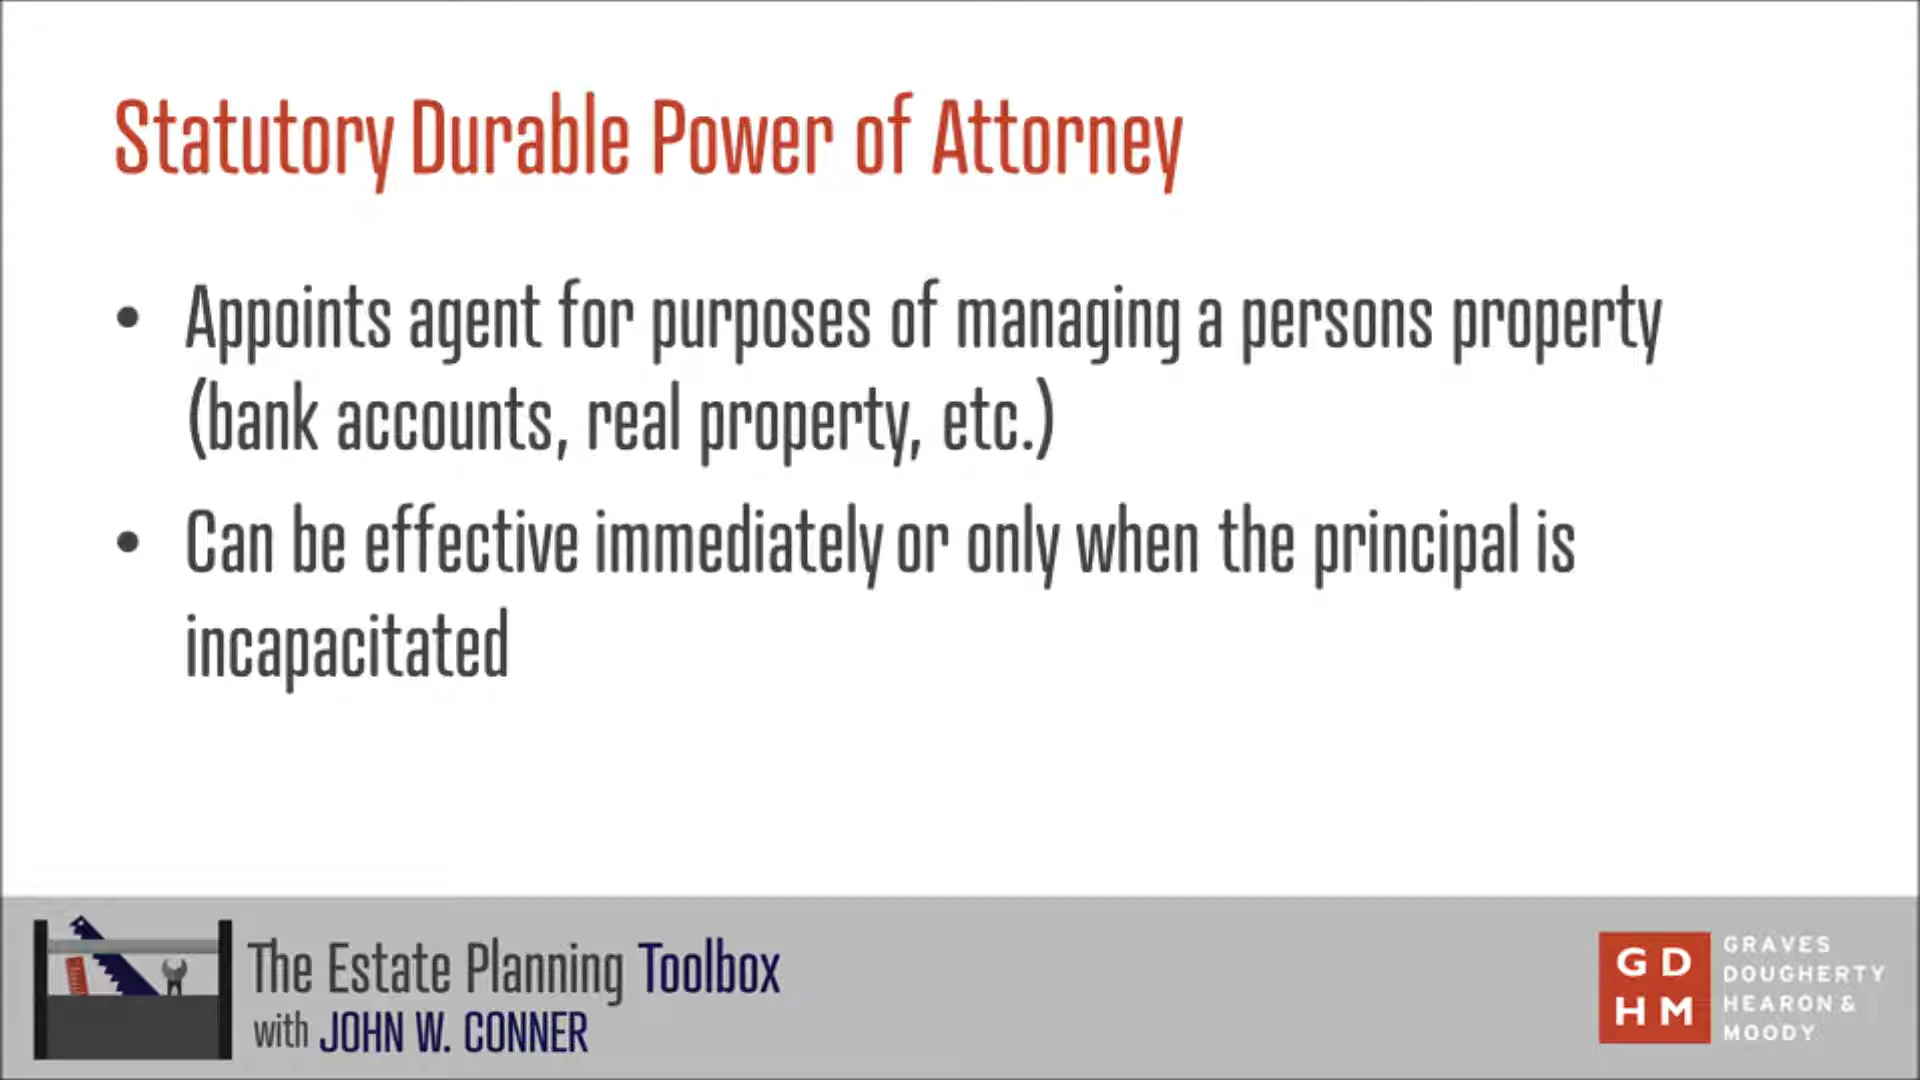 Statutory Durable Power of Attorney
• Appoints agent for purposes of managing a persons property
(bank accounts, real property, etc.)
• Can be effective immediately or only when the principal is
incapacitated
The Estate Planning Toolbox
with JOHN W. CONNER
GD
HM
GRAVES
DOUGHERTY
HEARON &
MOODY